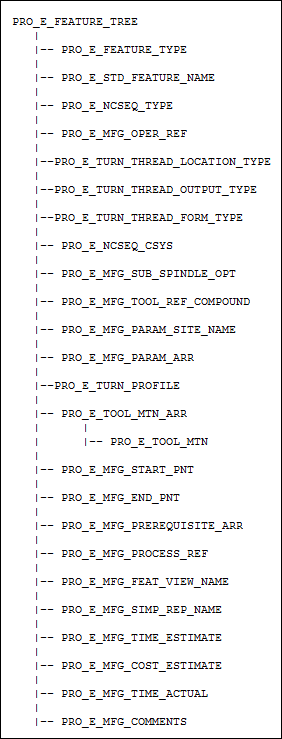 PRO_E_FEATURE_TREE
|
|-- PRO_E_FEATURE_TYPE
|
|-- PRO_E_STD_FEATURE_NAME
|
|-- PRO_E_NCSEQ_TYPE
|
|-- PRO_E_MFG_OPER_REF
|
|--PRO_E_TURN_THREAD_LOCATION_TYPE
|
|--PRO_E_TURN_THREAD_OUTPUT_TYPE
|
|--PRO_E_TURN_THREAD_FORM_TYPE
|
|-- PRO_E_NCSEQ_CSYS
|
|-- PRO_E_MFG_SUB_SPINDLE_OPT
|
|-- PRO_E_MFG_TOOL_REF_COMPOUND
|
|-- PRO_E_MFG_PARAM_SITE_NAME
|
|-- PRO_E_MFG_PARAM_ARR
|
|--PRO_E_TURN_PROFILE
|
|-- PRO_E_TOOL_MTN_ARR
|      |
|      |-- PRO_E_TOOL_MTN
|
|-- PRO_E_MFG_START_PNT
|
|-- PRO_E_MFG_END_PNT
|
|-- PRO_E_MFG_PREREQUISITE_ARR
|
|-- PRO_E_MFG_PROCESS_REF
|
|-- PRO_E_MFG_FEAT_VIEW_NAME
|
|-- PRO_E_MFG_SIMP_REP_NAME
|
|-- PRO_E_MFG_TIME_ESTIMATE
|
|-- PRO_E_MFG_COST_ESTIMATE
|
|-- PRO_E_MFG_TIME_ACTUAL
|
|-- PRO_E_MFG_COMMENTS